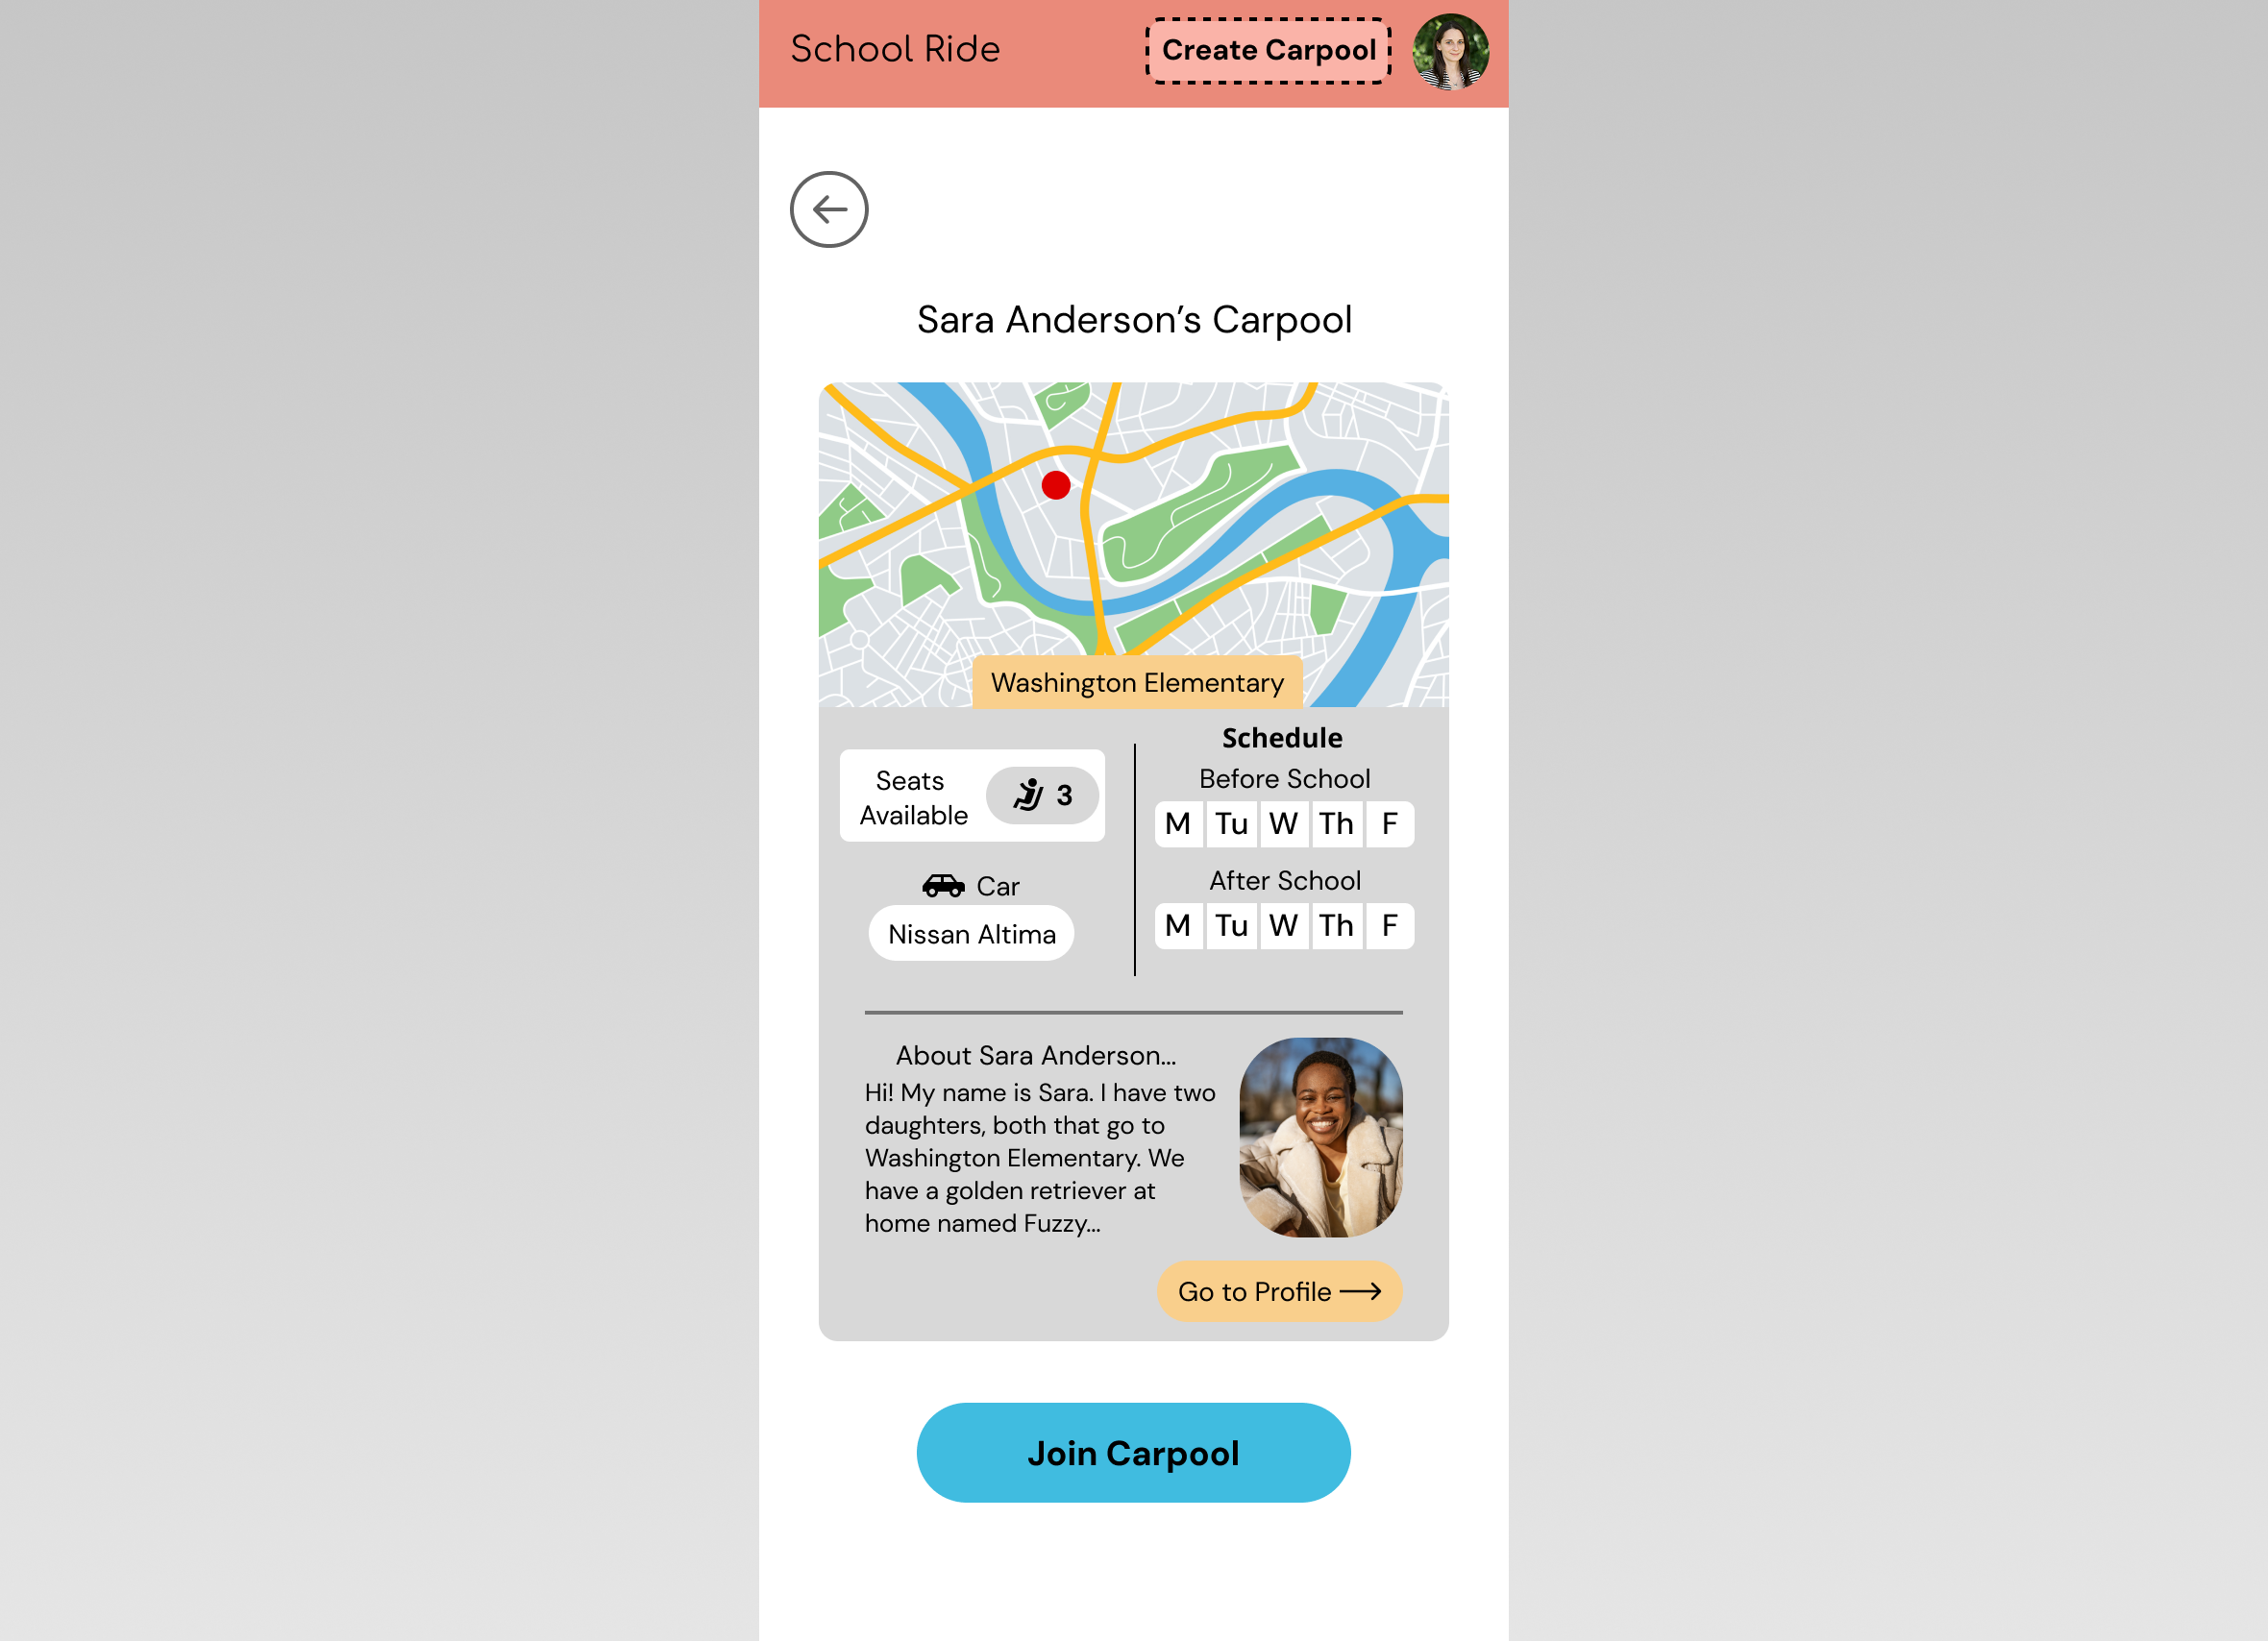 School Ride
Create Carpool
Sara Anderson’s Carpool
Washington Elementary
Seats
Available
3
Car
Nissan Altima
Schedule
Before School
M Tu W Th F
After School
M Tu W Th F
About Sara Anderson...
Hi! My name is Sara. I have two
daughters, both that go to
Washington Elementary. We
have a golden retriever at
home named Fuzzy...
Go to Profile
Join Carpool